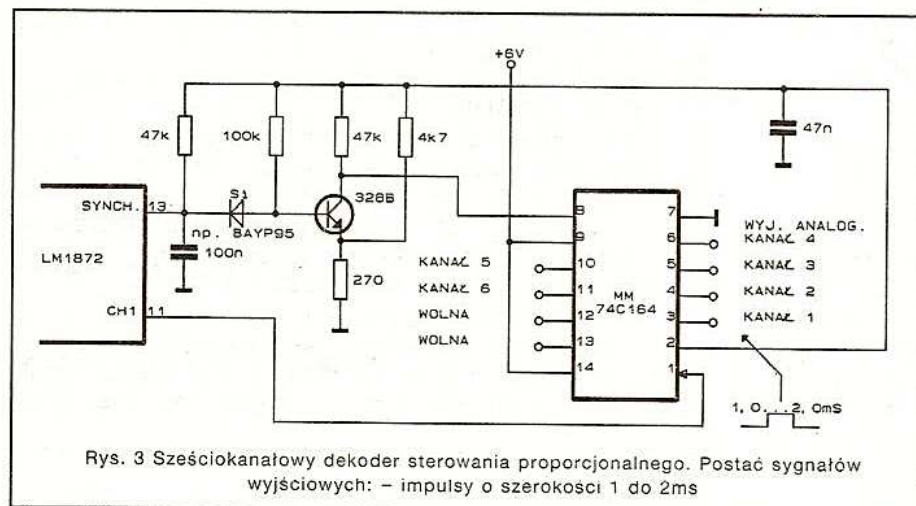 +6V
47k
100k
47k
4k7
47n
S1
SYNCH. 13
328B
np. BAYP95
100n
LM1872
270
CH1
11
8
9
10
11
12
13
14
MM
74C164
7
6
5
4
3
2
1
KANAŁ 5
KANAŁ 6
WOLNA
WOLNA
WYJ. ANALOG.
KANAŁ 4
KANAŁ 3
KANAŁ 2
KANAŁ 1
1,0...2,0mS
Rys. 3 Sześciokanałowy dekoder sterowania proporcjonalnego. Postać sygnałów
wyjściowych: – impulsy o szerokości 1 do 2ms